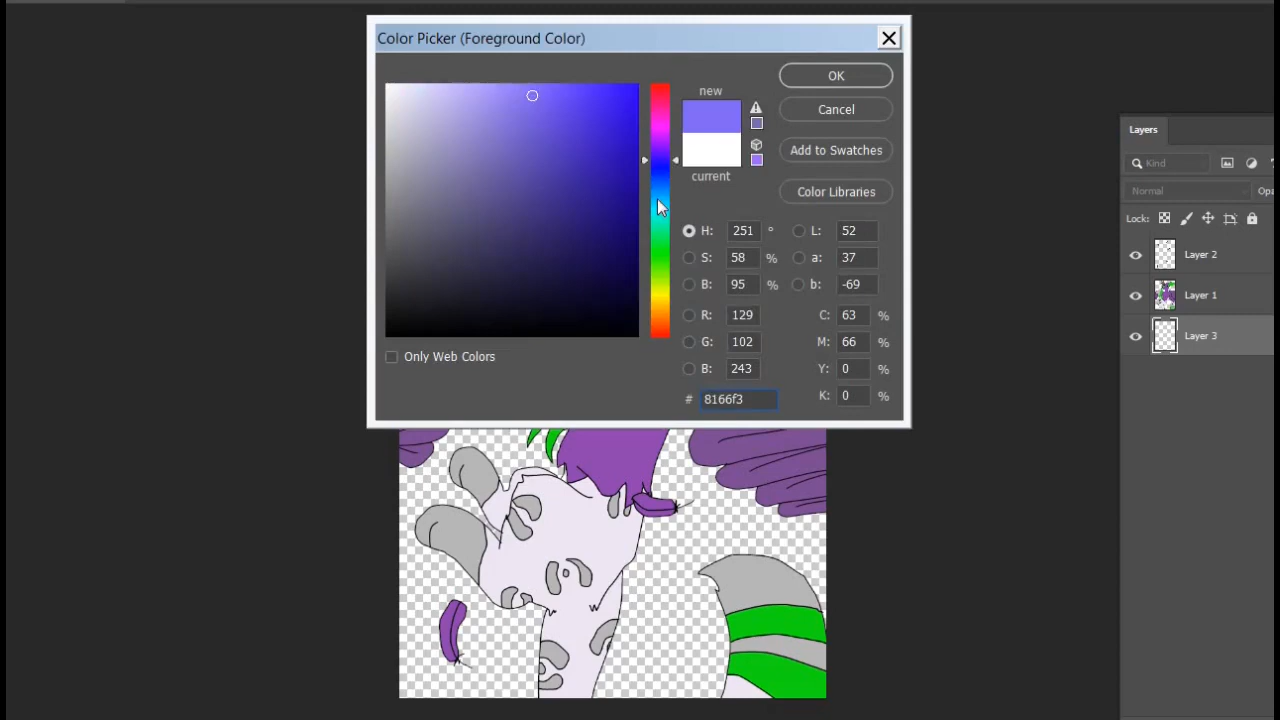 Color Picker (Foreground Color)
new
current
OK
Cancel
Add to Swatches
Color Libraries
H: 251 °
S: 58 %
B: 95 %
R: 129
G: 102
B: 243
# 8166f3
L: 52
a: 37
b: -69
C: 63 %
M: 66 %
Y: 0 %
K: 0 %
Only Web Colors
Layers
Kind
Normal
Opa
Lock:
Layer 2
Layer 1
Layer 3